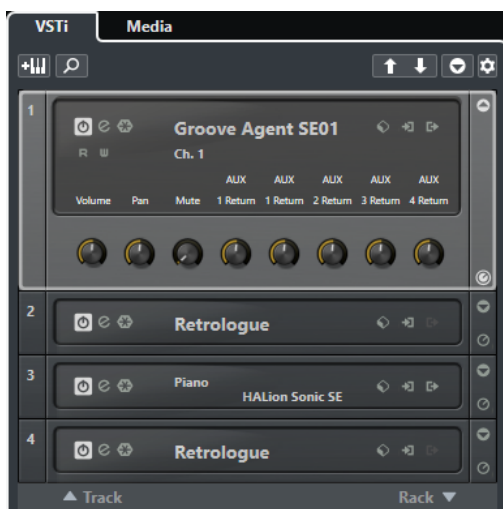 VSTi Media
1
Groove Agent SE01
R W
Ch. 1
AUX AUX AUX AUX AUX
Volume Pan Mute 1 Return 1 Return 2 Return 3 Return 4 Return
2
Retrologue
3
Piano
HALion Sonic SE
4
Retrologue
Track Rack